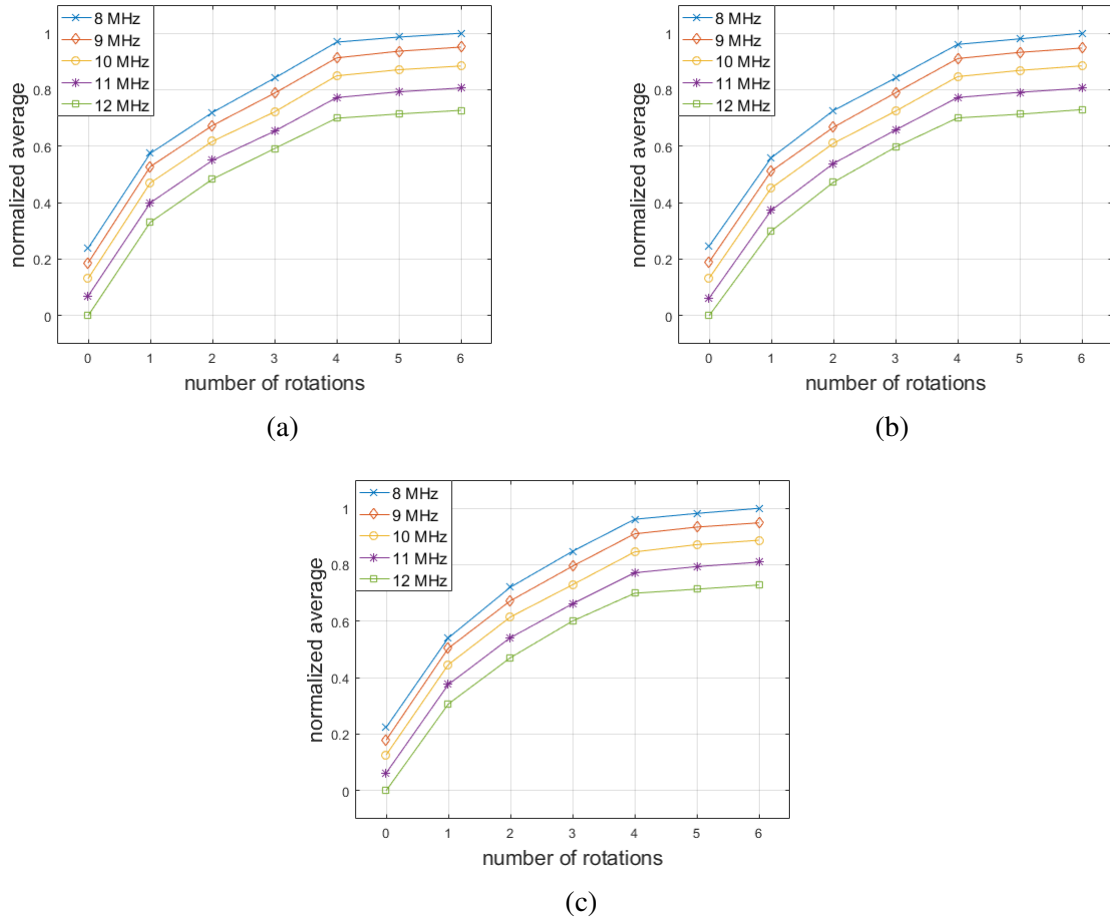 8 MHz
9 MHz
10 MHz
11 MHz
12 MHz
1
0.8
0.6
0.4
0.2
0
normalized average
0 1 2 3 4 5 6
number of rotations
(a)
8 MHz
9 MHz
10 MHz
11 MHz
12 MHz
1
0.8
0.6
0.4
0.2
0
normalized average
0 1 2 3 4 5 6
number of rotations
(b)
8 MHz
9 MHz
10 MHz
11 MHz
12 MHz
1
0.8
0.6
0.4
0.2
0
normalized average
0 1 2 3 4 5 6
number of rotations
(c)